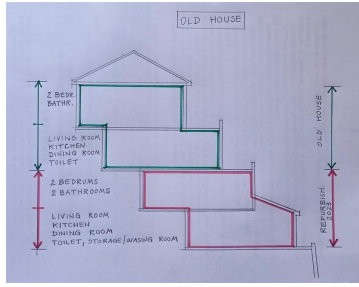 OLD HOUSE
2 BEDR.
BATHR.
LIVING ROOM
KITCHEN
DINING ROOM
TOILET
2 BEDRUMS
2 BATHROOMS
LIVING ROOM
KITCHEN
DINING ROOM
TOILET, STORAGE/WASING ROOM
OLD HOUSE
REFURBISH.
2023